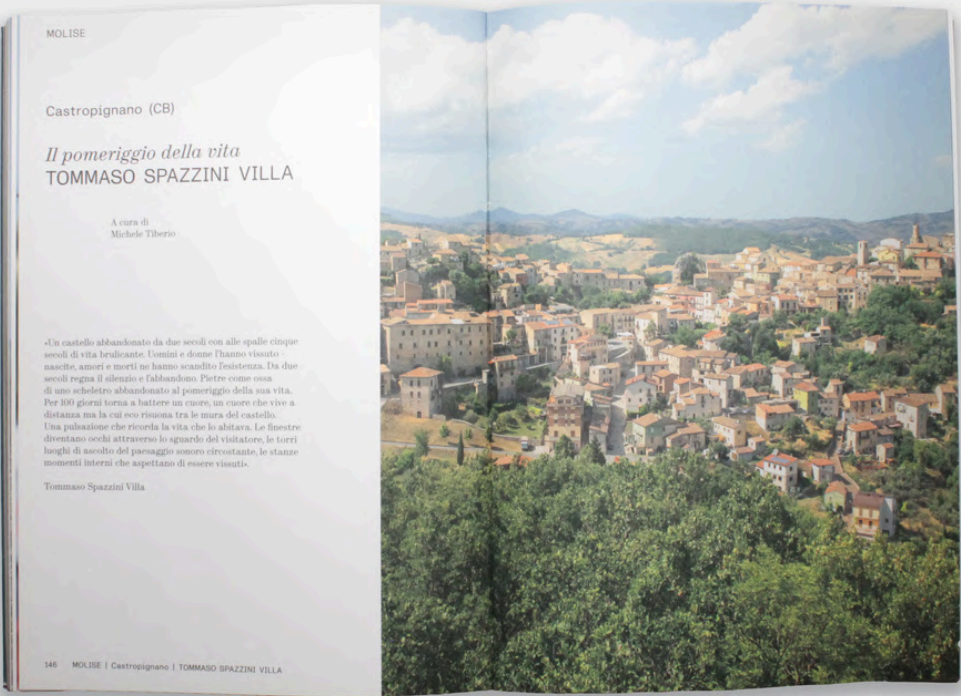 MOLISE
Castropignano (CB)
Il pomeriggio della vita
TOMMASO SPAZZINI VILLA
A cura di
Michele Tiberio
«Un castello abbandonato da due secoli con alle spalle cinque
secoli di vita brulicante. Uomini e donne l'hanno vissuto –
nascite, amori e morti ne hanno scandito l'esistenza. Da due
secoli regna il silenzio e l'abbandono. Pietre come ossa
di uno scheletro abbandonato al pomeriggio della sua vita.
Per 100 giorni torna a battere un cuore, un cuore che vive a
distanza ma la cui eco risuona tra le mura del castello.
Una pulsazione che ricorda la vita che lo abitava. Le finestre
diventano occhi attraverso lo sguardo del visitatore, le torri
luoghi di ascolto del paesaggio sonoro circostante, le stanze
momenti interni che aspettano di essere vissuti».
Tommaso Spazzini Villa
146 MOLISE | Castropignano | TOMMASO SPAZZINI VILLA